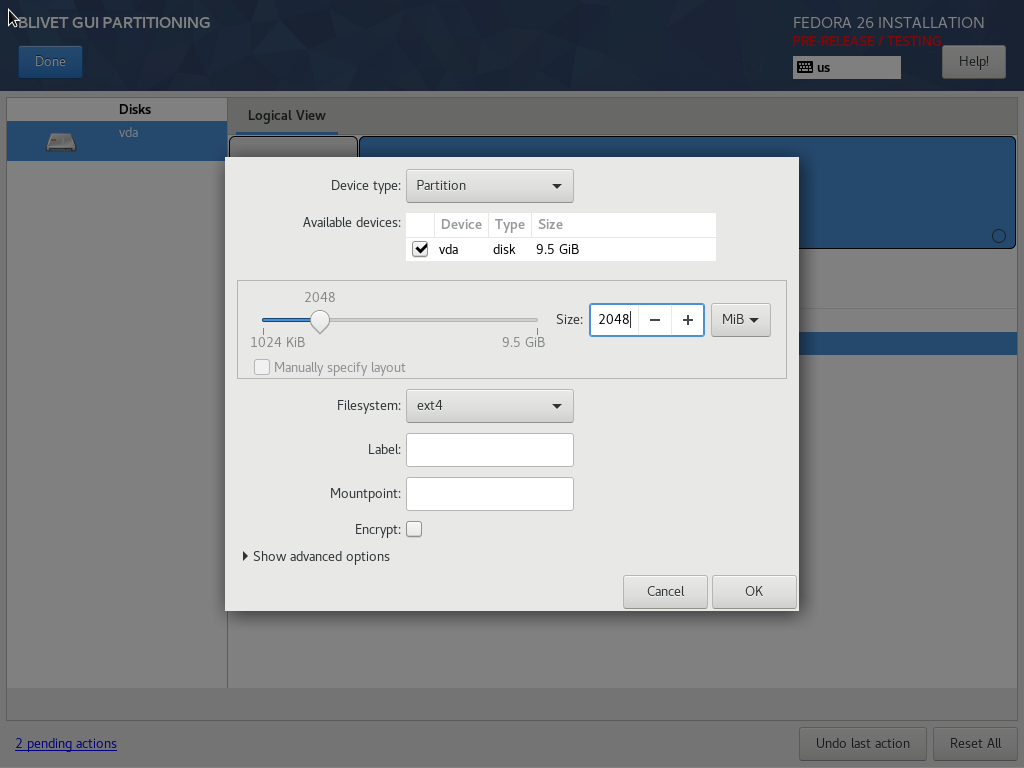 BLIVET GUI PARTITIONING
FEDORA 26 INSTALLATION
PRE-RELEASE / TESTING
Done
us
Help!
Disks
vda
Logical View
Device type: Partition
Available devices:
Device Type Size
vda disk 9.5 GiB
2048
Size: 2048 MiB
1024 KiB 9.5 GiB
Manually specify layout
Filesystem: ext4
Label:
Mountpoint:
Encrypt:
Show advanced options
Cancel OK
2 pending actions
Undo last action Reset All